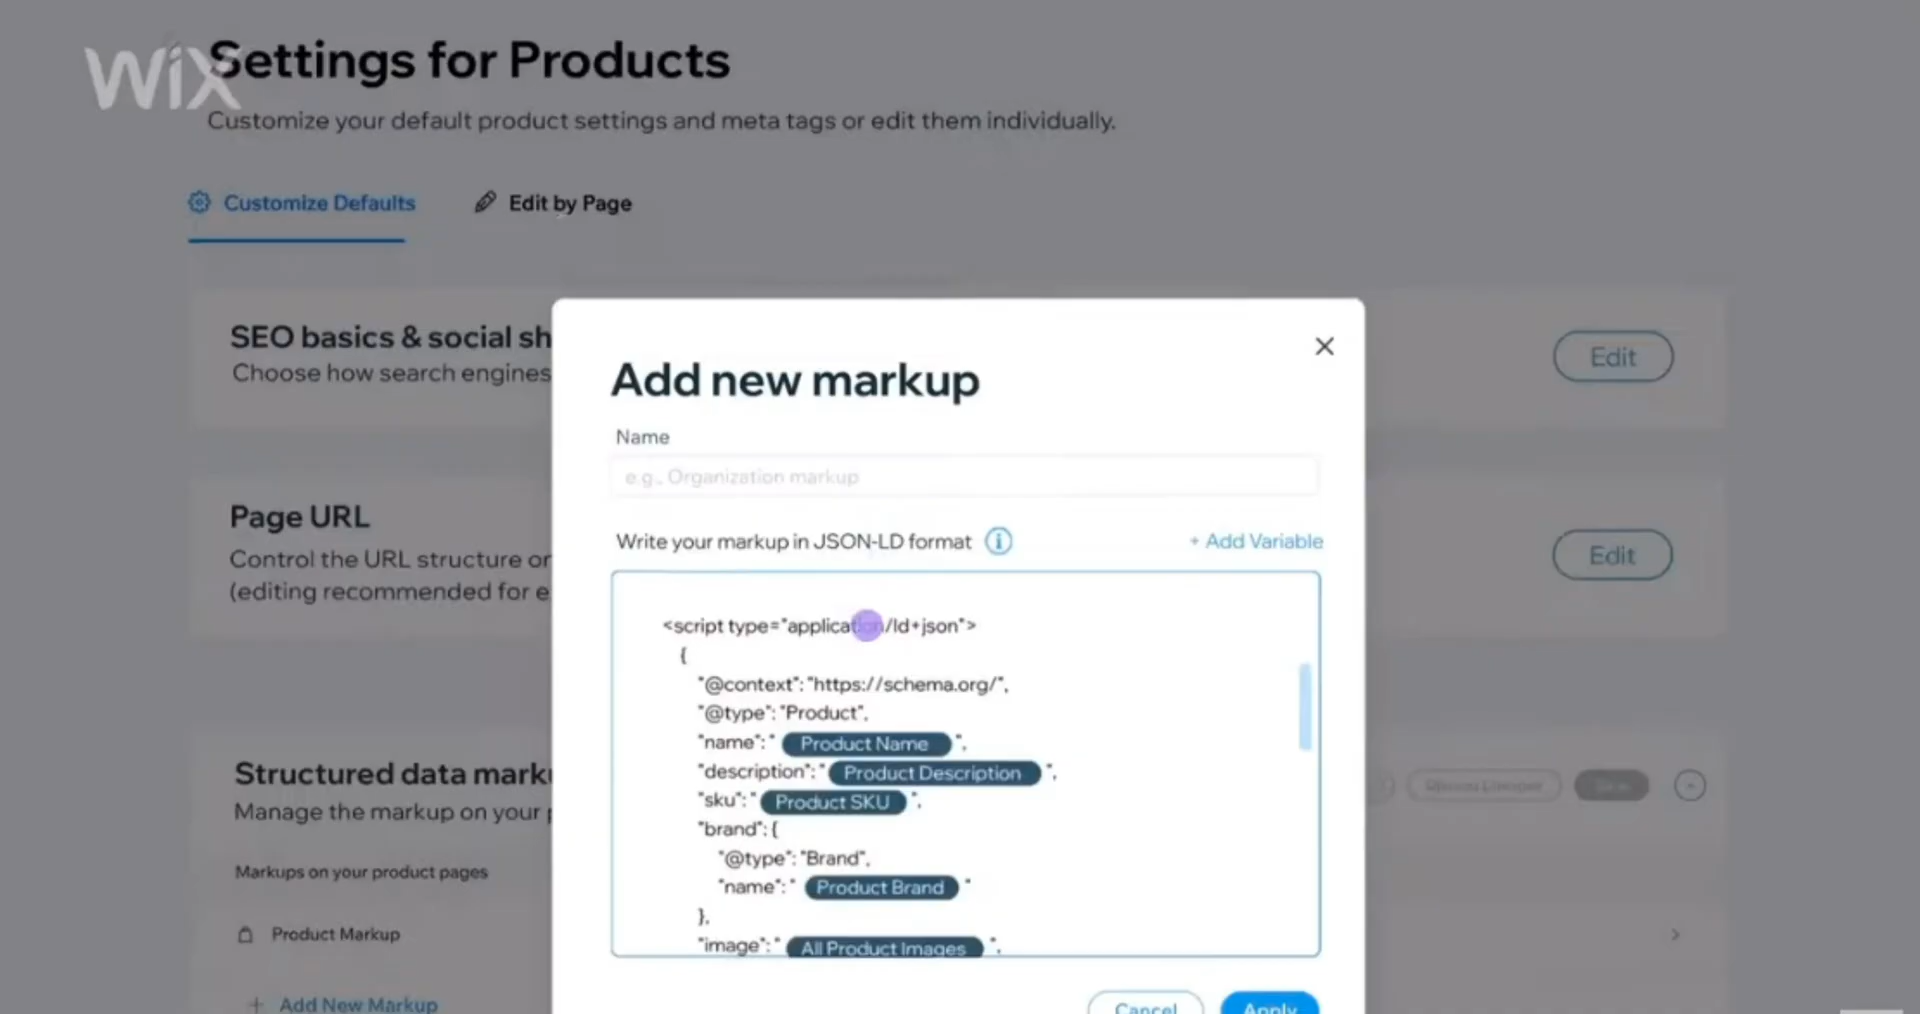 WiX
Settings for Products
Customize your default product settings and meta tags or edit them individually.
Customize Defaults
Edit by Page
SEO basics & social sh
Choose how search engines
Edit
Page URL
Control the URL structure or
(editing recommended for e
Edit
Structured data marku
Manage the markup on your p
Markups on your product pages
Product Markup
+ Add New Markup
Add new markup
Name
e.g., Organization markup
Write your markup in JSON-LD format
+ Add Variable
<script type="application/ld+json">
{
"@context": "https://schema.org/",
"@type": "Product",
"name": " Product Name ",
"description": " Product Description ",
"sku": " Product SKU ",
"brand": {
"@type": "Brand",
"name": " Product Brand "
},
"image": " All Product Images ",
Cancel
Apply